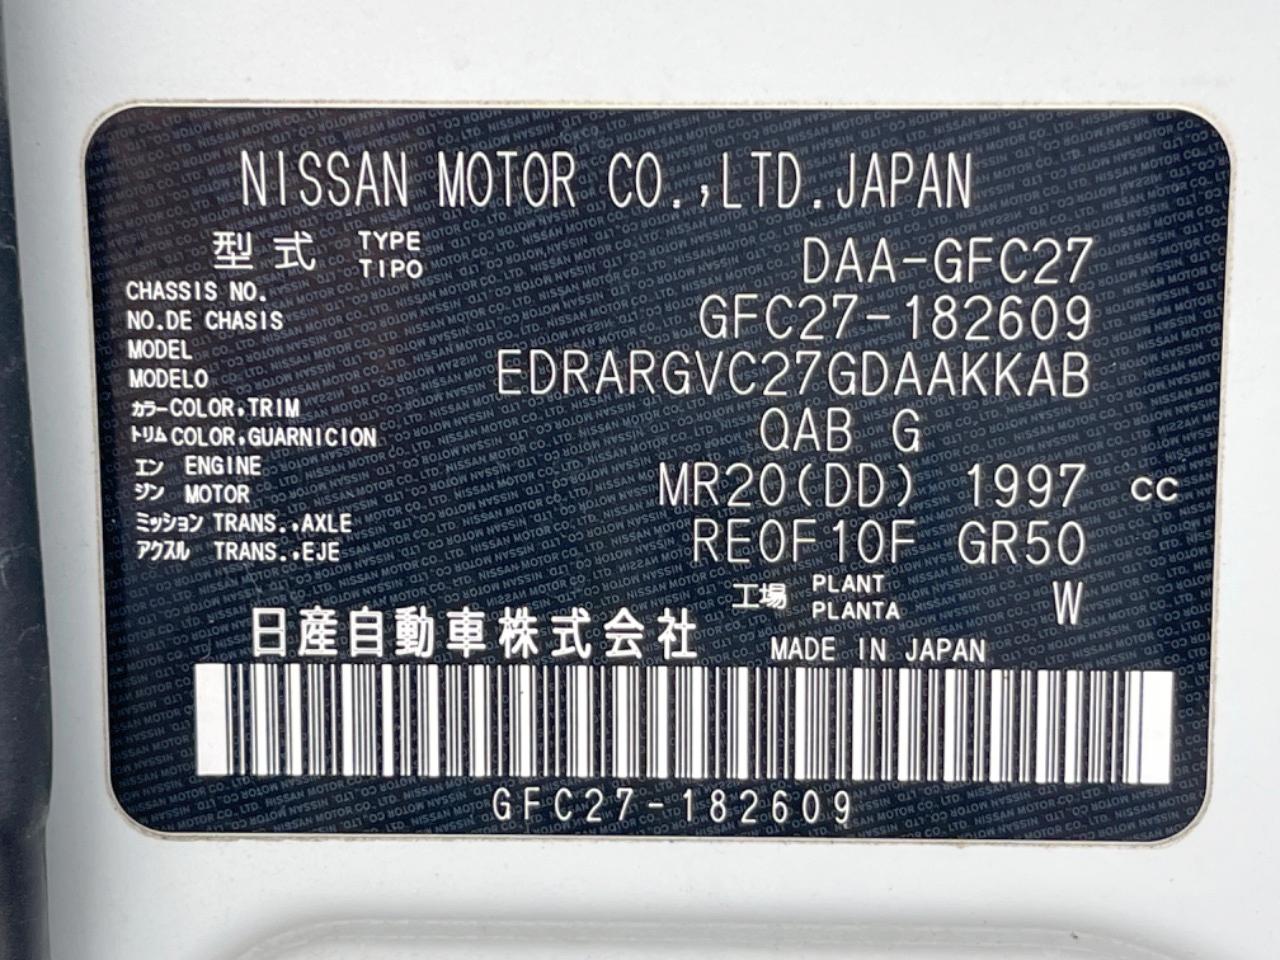 NISSAN MOTOR CO.,LTD.JAPAN
型式 TYPE TIPO DAA-GFC27
CHASSIS NO.
NO.DE CHASIS GFC27-182609
MODEL
MODELO EDRARGVC27GDAAKKAB
カラー COLOR,TRIM
トリム COLOR,GUARNICION QAB G
エン ENGINE
ジン MOTOR MR20(DD) 1997 cc
ミッション TRANS.,AXLE
アクスル TRANS.,EJE RE0F10F GR50
工場 PLANT PLANTA W
日産自動車株式会社 MADE IN JAPAN
GFC27-182609